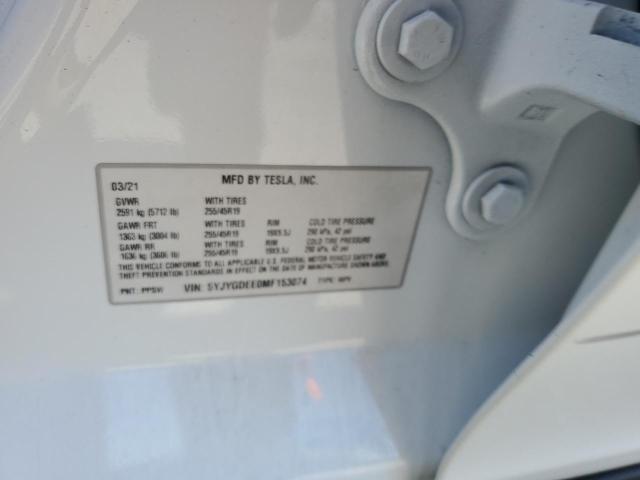 MFD BY TESLA, INC.
03/21
GVWR WITH TIRES
2591 kg (5712 lb) 255/45R19
GAWR FRT WITH TIRES RIM COLD TIRE PRESSURE
1363 kg (3004 lb) 255/45R19 19X9.5J 290 kPa, 42 psi
GAWR RR WITH TIRES RIM COLD TIRE PRESSURE
1636 kg (3606 lb) 255/45R19 19X9.5J 290 kPa, 42 psi
THIS VEHICLE CONFORMS TO ALL APPLICABLE U.S. FEDERAL MOTOR VEHICLE SAFETY AND
THEFT PREVENTION STANDARDS IN EFFECT ON THE DATE OF MANUFACTURE SHOWN ABOVE.
PNT: PPSW VIN: 5YJYGDEE0MF153074 TYPE: MPV